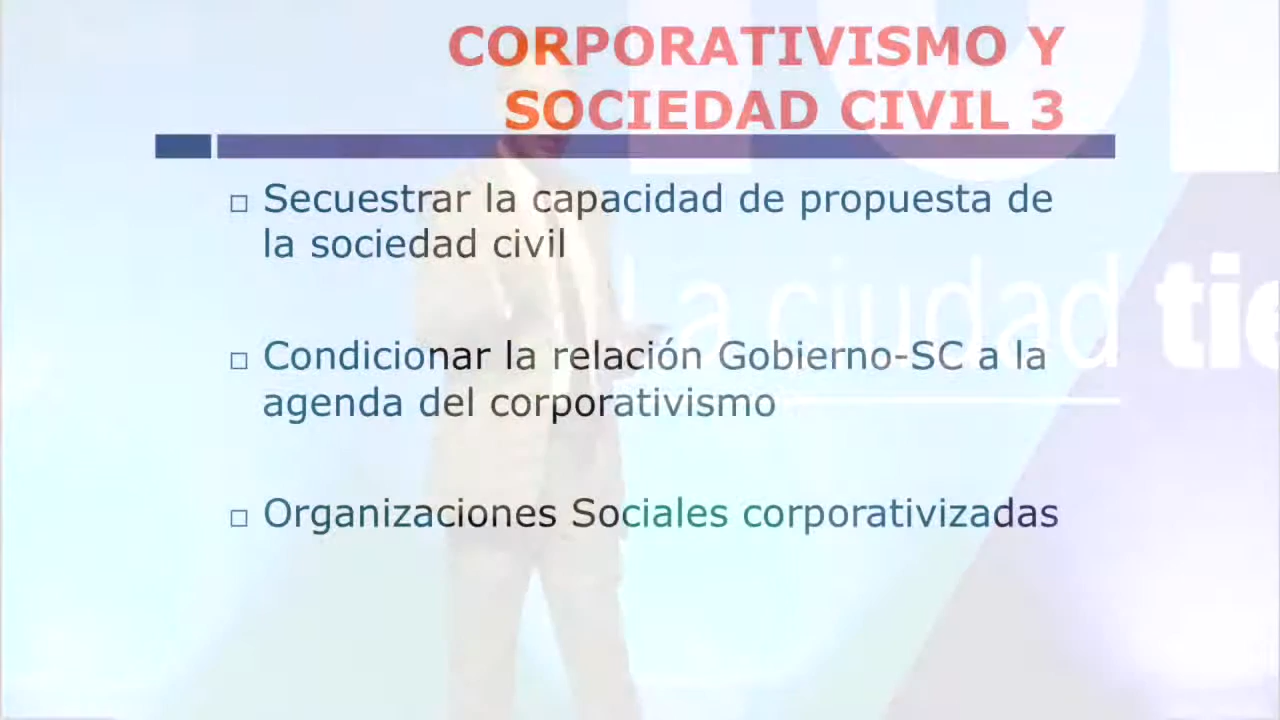 CORPORATIVISMO Y
SOCIEDAD CIVIL 3
Secuestrar la capacidad de propuesta de
la sociedad civil
La ciudad tie
Condicionar la relación Gobierno-SC a la
agenda del corporativismo
Organizaciones Sociales corporativizadas